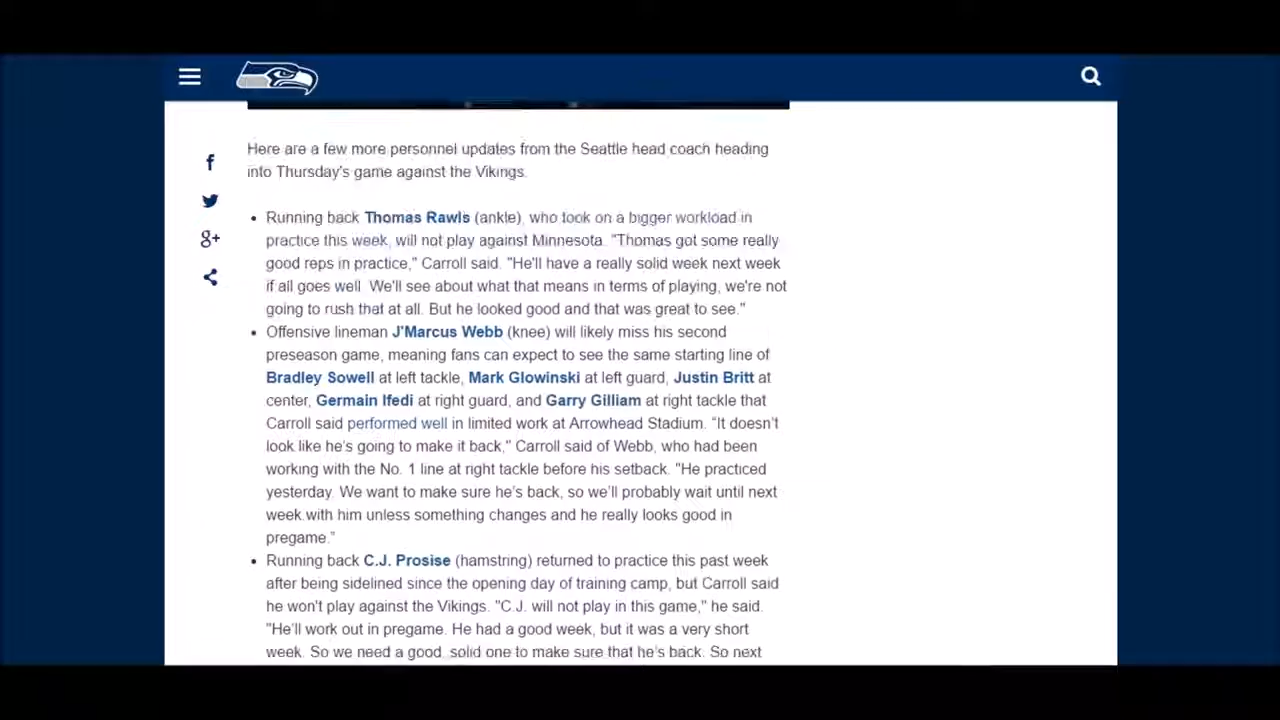 Here are a few more personnel updates from the Seattle head coach heading
into Thursday's game against the Vikings.
f
g+
• Running back Thomas Rawls (ankle), who took on a bigger workload in
practice this week, will not play against Minnesota. "Thomas got some really
good reps in practice," Carroll said. "He'll have a really solid week next week
if all goes well. We'll see about what that means in terms of playing, we're not
going to rush that at all. But he looked good and that was great to see."
• Offensive lineman J'Marcus Webb (knee) will likely miss his second
preseason game, meaning fans can expect to see the same starting line of
Bradley Sowell at left tackle, Mark Glowinski at left guard, Justin Britt at
center, Germain Ifedi at right guard, and Garry Gilliam at right tackle that
Carroll said performed well in limited work at Arrowhead Stadium. “It doesn’t
look like he’s going to make it back,” Carroll said of Webb, who had been
working with the No. 1 line at right tackle before his setback. "He practiced
yesterday. We want to make sure he’s back, so we’ll probably wait until next
week with him unless something changes and he really looks good in
pregame.”
• Running back C.J. Prosise (hamstring) returned to practice this past week
after being sidelined since the opening day of training camp, but Carroll said
he won't play against the Vikings. "C.J. will not play in this game," he said.
"He’ll work out in pregame. He had a good week, but it was a very short
week. So we need a good, solid one to make sure that he’s back. So next